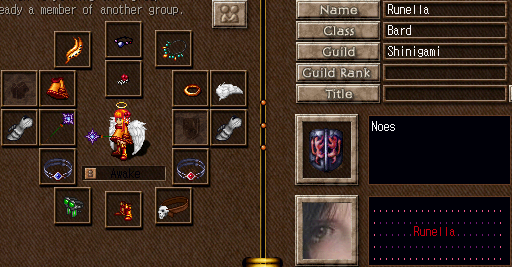 eady a member of another group.
Name
Runella
Class
Bard
Guild
Shinigami
Guild Rank
Title
Noes
Awake
Runella